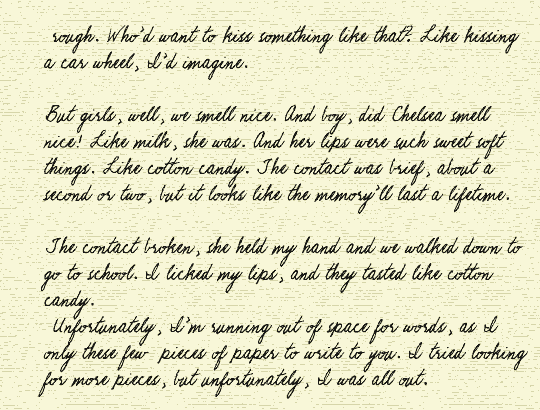 rough. Who'd want to kiss something like that?. Like kissing
a car wheel, I'd imagine.
But girls, well, we smell nice. And boy, did Chelsea smell
nice! Like milk, she was. And her lips were such sweet soft
things. Like cotton candy. The contact was brief, about a
second or two, but it looks like the memory'll last a lifetime.
The contact broken, she held my hand and we walked down to
go to school. I licked my lips, and they tasted like cotton
candy.
Unfortunately, I'm running out of space for words, as I
only these few pieces of paper to write to you. I tried looking
for more pieces, but unfortunately, I was all out.